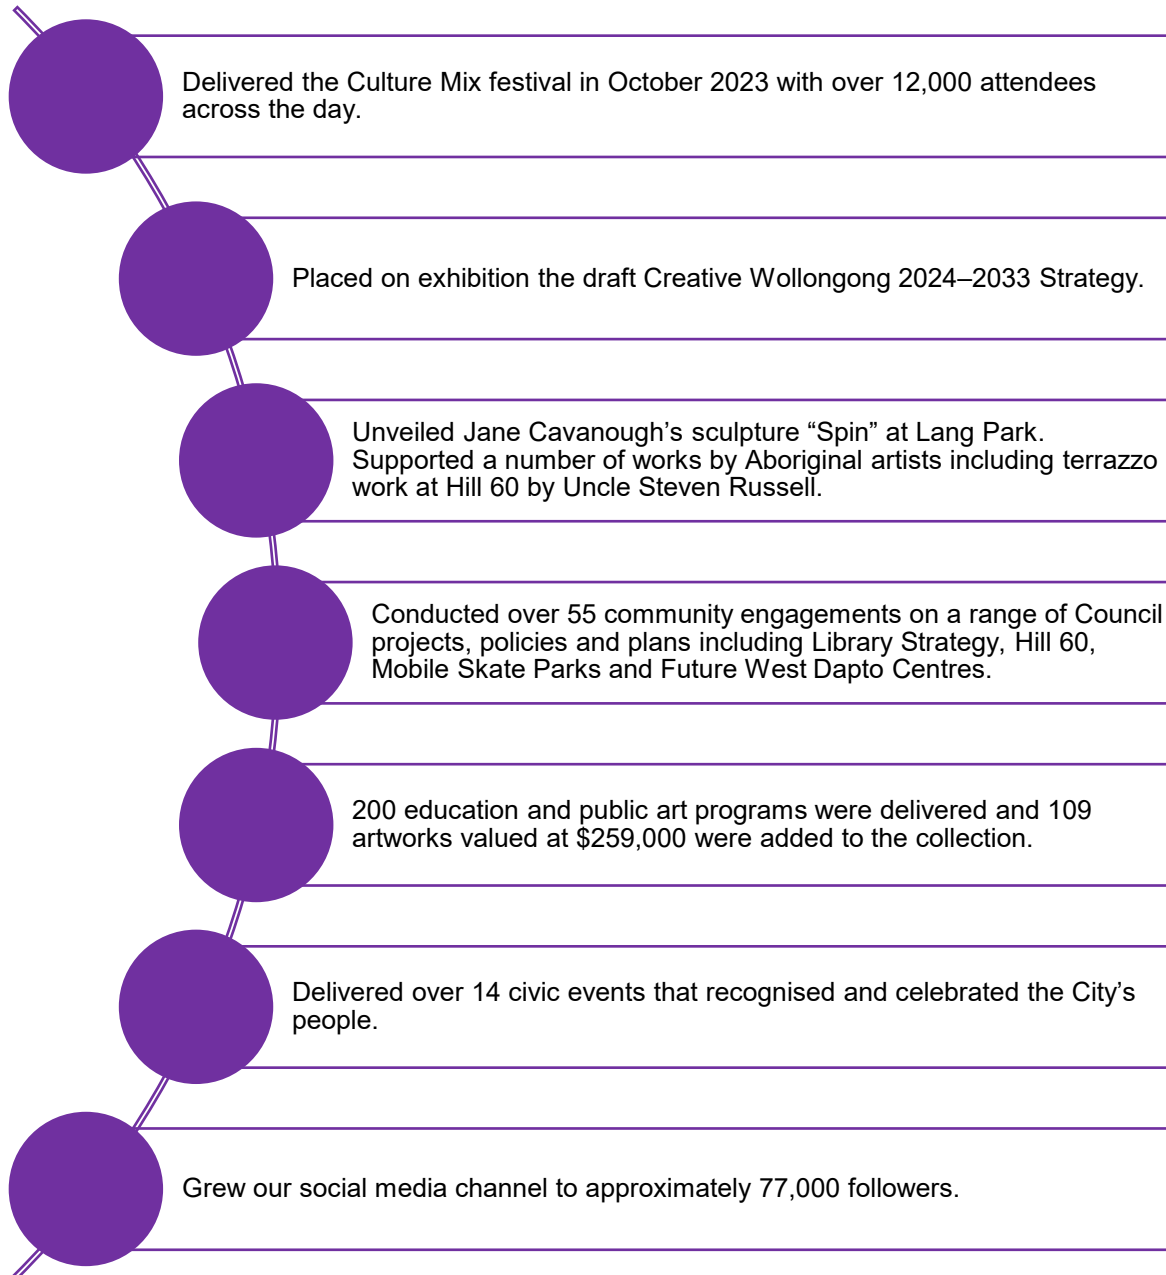 Delivered the Culture Mix festival in October 2023 with over 12,000 attendees
across the day.
Placed on exhibition the draft Creative Wollongong 2024–2033 Strategy.
Unveiled Jane Cavanough’s sculpture “Spin” at Lang Park.
Supported a number of works by Aboriginal artists including terrazzo
work at Hill 60 by Uncle Steven Russell.
Conducted over 55 community engagements on a range of Council
projects, policies and plans including Library Strategy, Hill 60,
Mobile Skate Parks and Future West Dapto Centres.
200 education and public art programs were delivered and 109
artworks valued at $259,000 were added to the collection.
Delivered over 14 civic events that recognised and celebrated the City’s
people.
Grew our social media channel to approximately 77,000 followers.